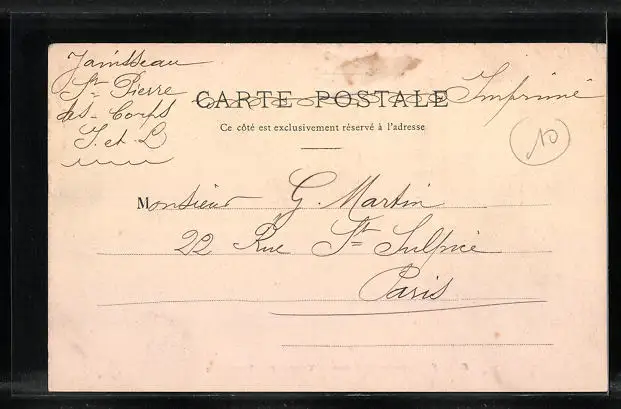 Jamsseau
St Pierre
des-Corps
I. et. L
CARTE POSTALE
Imprimé
Ce côté est exclusivement réservé à l'adresse
10
Monsieur G. Martin
22 Rue St Sulpice
Paris